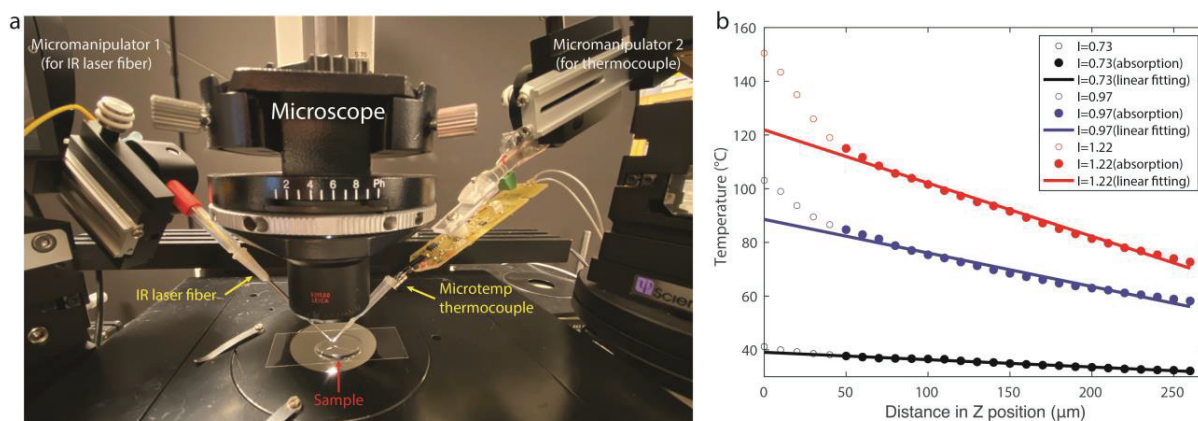 a
Micromanipulator 1
(for IR laser fiber)
Micromanipulator 2
(for thermocouple)
Microscope
2 4 6 8 Ph
IR laser fiber
Microtemp
thermocouple
Sample
b
160
140
120
100
80
60
40
0 50 100 150 200 250
Temperature (°C)
Distance in Z position (μm)
I=0.73
I=0.73(absorption)
I=0.73(linear fitting)
I=0.97
I=0.97(absorption)
I=0.97(linear fitting)
I=1.22
I=1.22(absorption)
I=1.22(linear fitting)